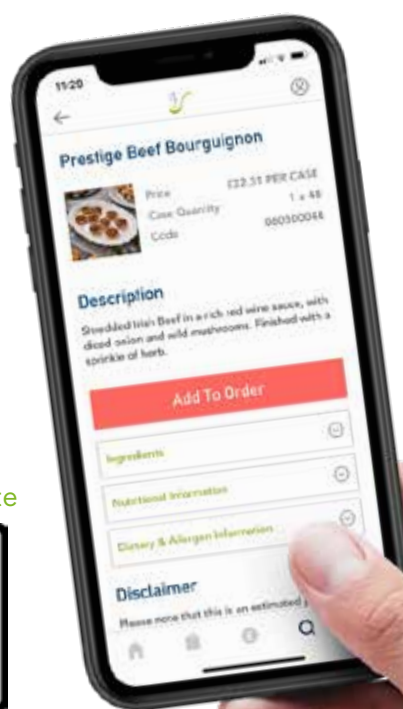 11:20
Prestige Beef Bourguignon
Price £32.51 PER CASE
Case Quantity 1 x 48
Code
Description
Shredded Irish Beef in a rich red wine sauce, with
diced onion and wild mushrooms. Finished with a
sprinkle of herb.
Add To Order
Ingredients
Nutritional Information
Dietary & Allergen Information
Disclaimer
Please note that this is an estimated